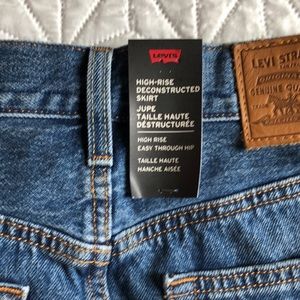 Levi's
HIGH-RISE
DECONSTRUCTED
SKIRT
JUPE
TAILLE HAUTE
DÉSTRUCTURÉE
HIGH RISE
EASY THROUGH HIP
TAILLE HAUTE
HANCHE AISÉE
LEVI STRA
GENUINE